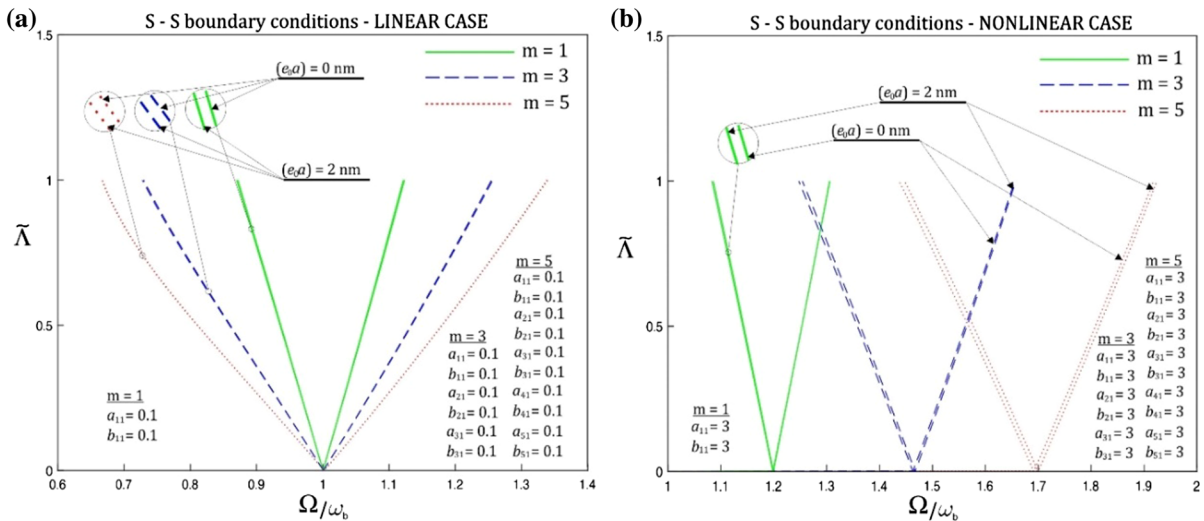 (a)
S - S boundary conditions - LINEAR CASE
1.5
1
0.5
0
Λ̃
m = 1
m = 3
m = 5
(e₀a) = 0 nm
(e₀a) = 2 nm
m = 1
a₁₁= 0.1
b₁₁= 0.1
m = 3
a₁₁= 0.1
b₁₁= 0.1
a₂₁= 0.1
b₂₁= 0.1
a₃₁= 0.1
b₃₁= 0.1
m = 5
a₁₁= 0.1
b₁₁= 0.1
a₂₁= 0.1
b₂₁= 0.1
a₃₁= 0.1
b₃₁= 0.1
a₄₁= 0.1
b₄₁= 0.1
a₅₁= 0.1
b₅₁= 0.1
0.6 0.7 0.8 0.9 1 1.1 1.2 1.3 1.4
Ω/ω_b
(b)
S - S boundary conditions - NONLINEAR CASE
1.5
1
0.5
0
Λ̃
m = 1
m = 3
m = 5
(e₀a) = 2 nm
(e₀a) = 0 nm
m = 1
a₁₁= 3
b₁₁= 3
m = 3
a₁₁= 3
b₁₁= 3
a₂₁= 3
b₂₁= 3
a₃₁= 3
b₃₁= 3
m = 5
a₁₁= 3
b₁₁= 3
a₂₁= 3
b₂₁= 3
a₃₁= 3
b₃₁= 3
a₄₁= 3
b₄₁= 3
a₅₁= 3
b₅₁= 3
1 1.1 1.2 1.3 1.4 1.5 1.6 1.7 1.8 1.9 2
Ω/ω_b